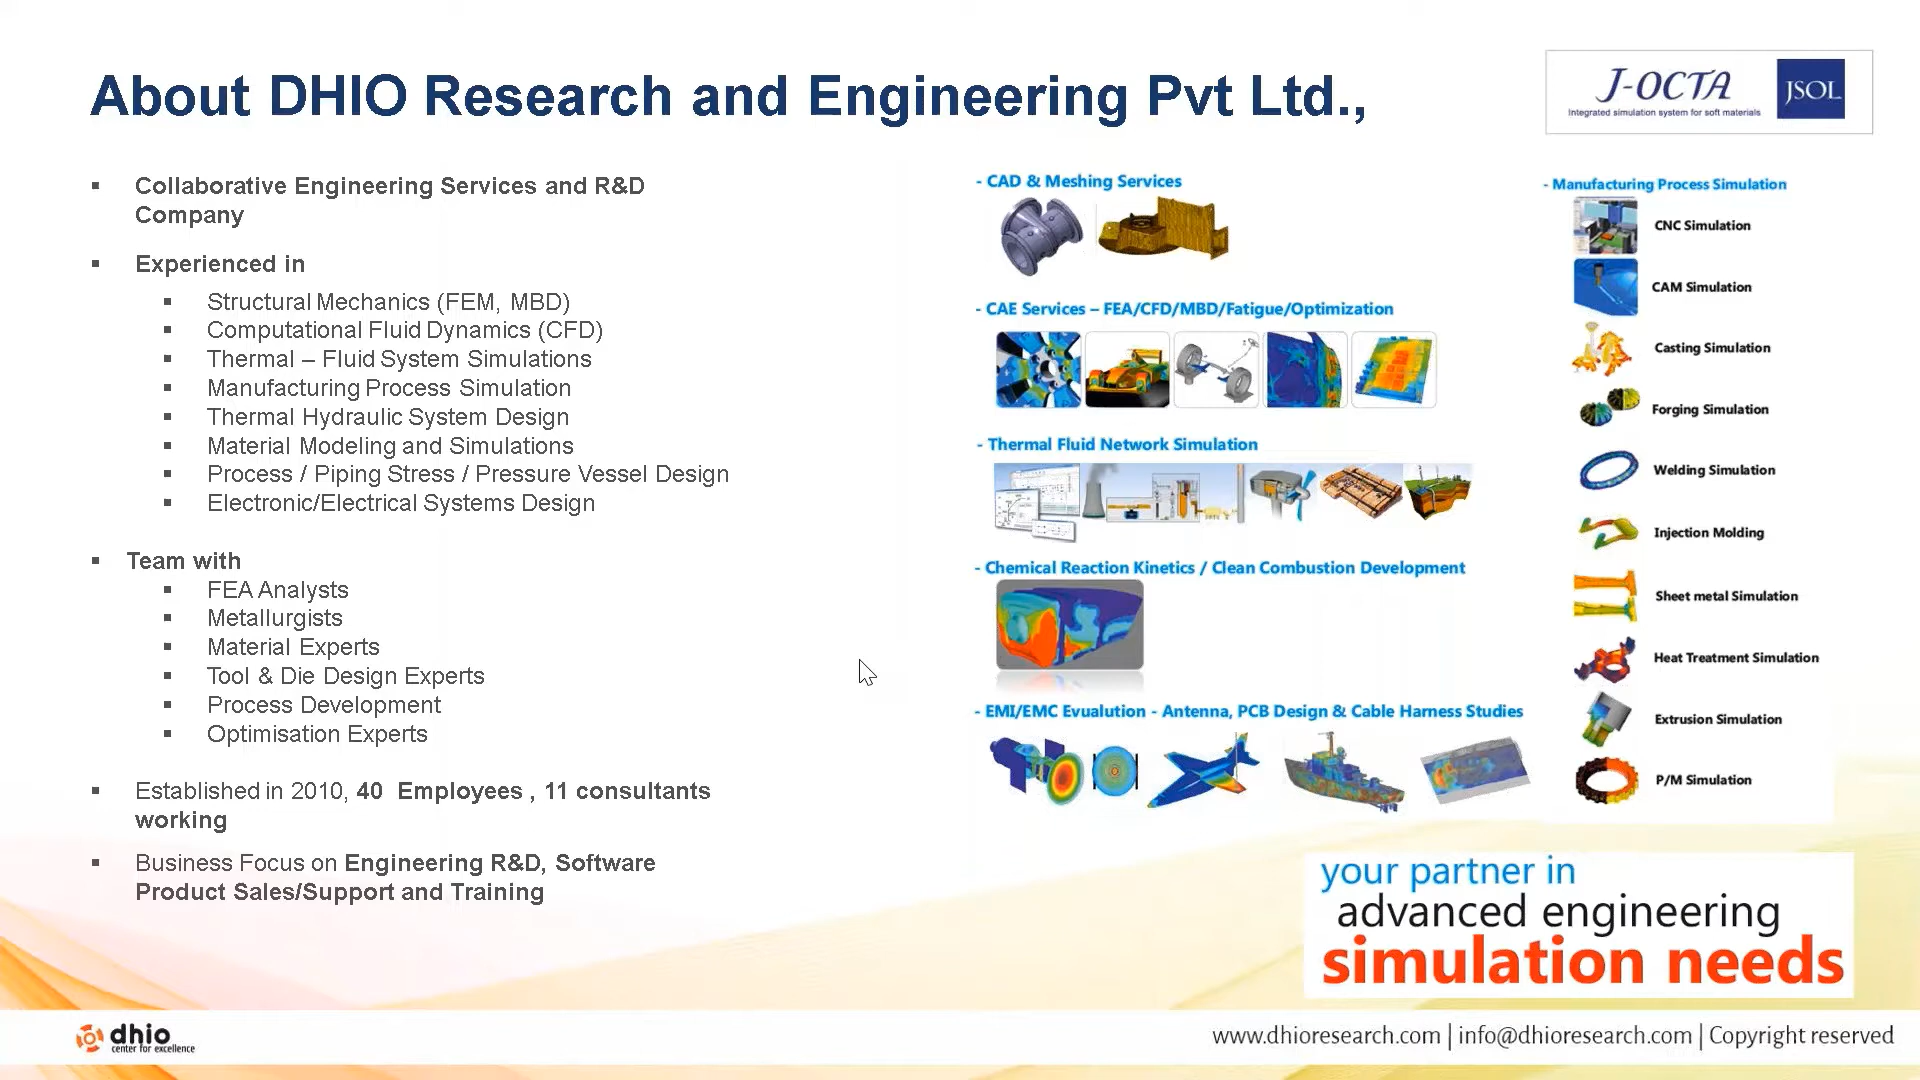 About DHIO Research and Engineering Pvt Ltd.,
J-OCTA
Integrated simulation system for soft materials
JSOL
▪ Collaborative Engineering Services and R&D
Company
▪ Experienced in
▪ Structural Mechanics (FEM, MBD)
▪ Computational Fluid Dynamics (CFD)
▪ Thermal – Fluid System Simulations
▪ Manufacturing Process Simulation
▪ Thermal Hydraulic System Design
▪ Material Modeling and Simulations
▪ Process / Piping Stress / Pressure Vessel Design
▪ Electronic/Electrical Systems Design
▪ Team with
▪ FEA Analysts
▪ Metallurgists
▪ Material Experts
▪ Tool & Die Design Experts
▪ Process Development
▪ Optimisation Experts
▪ Established in 2010, 40 Employees , 11 consultants
working
▪ Business Focus on Engineering R&D, Software
Product Sales/Support and Training
- CAD & Meshing Services
- CAE Services – FEA/CFD/MBD/Fatigue/Optimization
- Thermal Fluid Network Simulation
- Chemical Reaction Kinetics / Clean Combustion Development
- EMI/EMC Evualution - Antenna, PCB Design & Cable Harness Studies
- Manufacturing Process Simulation
CNC Simulation
CAM Simulation
Casting Simulation
Forging Simulation
Welding Simulation
Injection Molding
Sheet metal Simulation
Heat Treatment Simulation
Extrusion Simulation
P/M Simulation
your partner in
advanced engineering
simulation needs
dhio
center for excellence
www.dhioresearch.com | info@dhioresearch.com | Copyright reserved